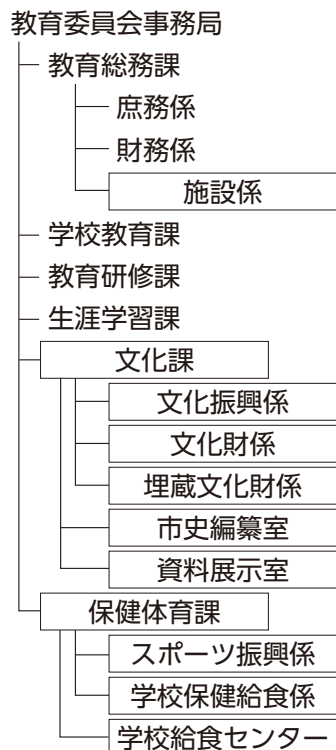 教育委員会事務局
教育総務課
庶務係
財務係
施設係
学校教育課
教育研修課
生涯学習課
文化課
文化振興係
文化財係
埋蔵文化財係
市史編纂室
資料展示室
保健体育課
スポーツ振興係
学校保健給食係
学校給食センター